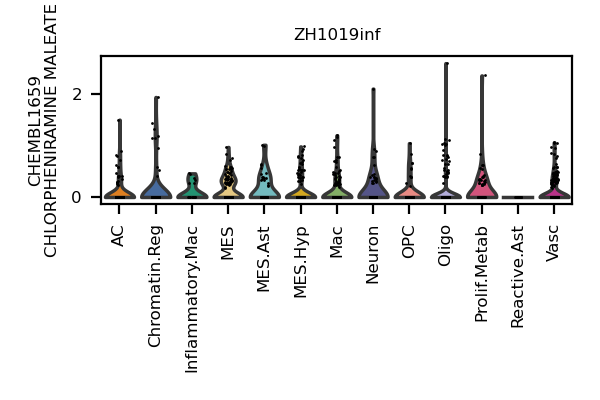 ZH1019inf
CHEMBL1659
CHLORPHENIRAMINE MALEATE
2
0
AC
Chromatin.Reg
Inflammatory.Mac
MES
MES.Ast
MES.Hyp
Mac
Neuron
OPC
Oligo
Prolif.Metab
Reactive.Ast
Vasc